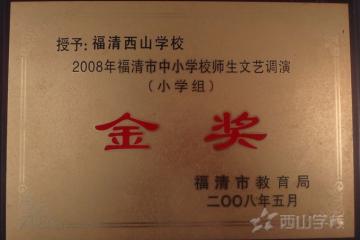 授予:福清西山学校
2008年福清市中小学校师生文艺调演
(小学组)
金奖
福清市教育局
二〇〇八年五月
西山学校